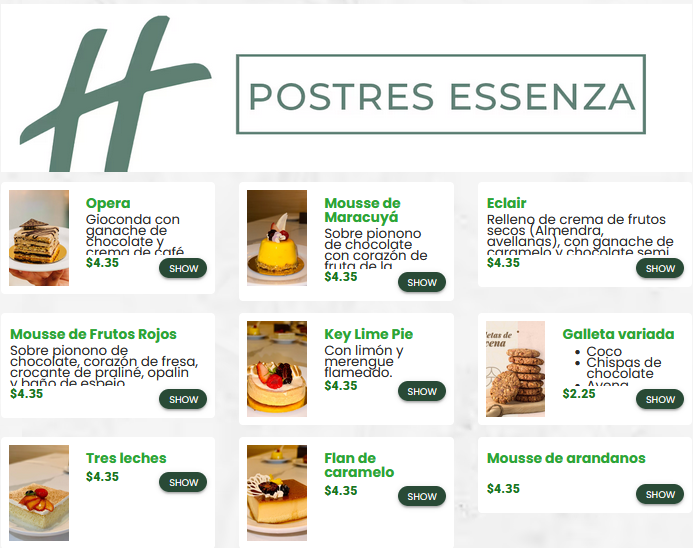 POSTRES ESSENZA
Opera
Gioconda con
ganache de
chocolate y
crema de café
$4.35
SHOW
Mousse de
Maracuyá
Sobre pionono
de chocolate
con corazón de
fruta de la
$4.35
SHOW
Eclair
Relleno de crema de frutos
secos (Almendra,
avellanas), con ganache de
caramelo y chocolate semi
$4.35
SHOW
Mousse de Frutos Rojos
Sobre pionono de
chocolate, corazón de fresa,
crocante de praliné, opalin
y baño de espejo
$4.35
SHOW
Key Lime Pie
Con limón y
merengue
flameado.
$4.35
SHOW
Galleta variada
Coco
Chispas de
chocolate
Avena
$2.25
SHOW
Tres leches
$4.35
SHOW
Flan de
caramelo
$4.35
SHOW
Mousse de arandanos
$4.35
SHOW